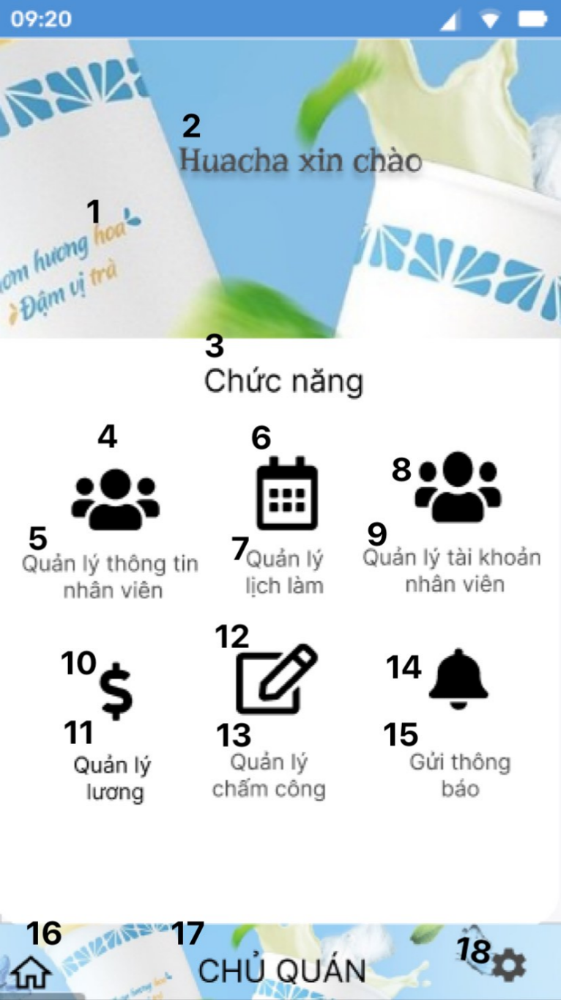 09:20
2
Huacha xin chào
1
hương hoa
Đậm vị trà
3
Chức năng
4
6
8
5
7
9
Quản lý thông tin
nhân viên
Quản lý
lịch làm
Quản lý tài khoản
nhân viên
10
$
12
14
11
13
15
Quản lý
lương
Quản lý
chấm công
Gửi thông
báo
16
17
18
CHỦ QUÁN